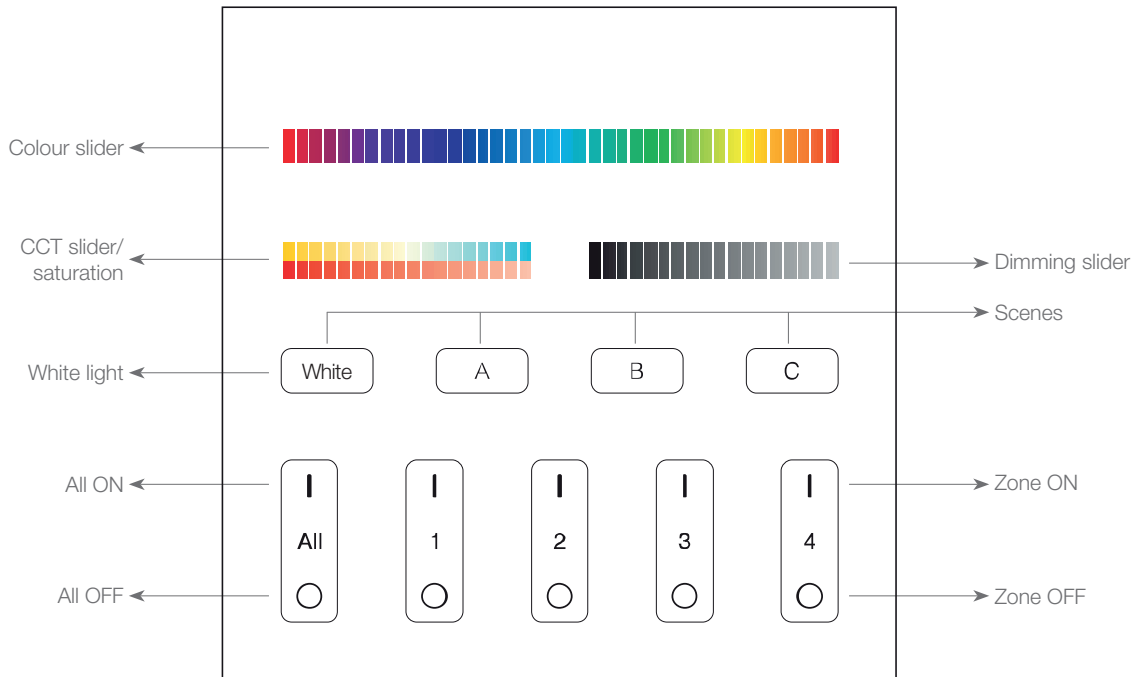 Colour slider
CCT slider/
saturation
Dimming slider
Scenes
White light
White
A
B
C
All ON
Zone ON
All
1
2
3
4
All OFF
Zone OFF